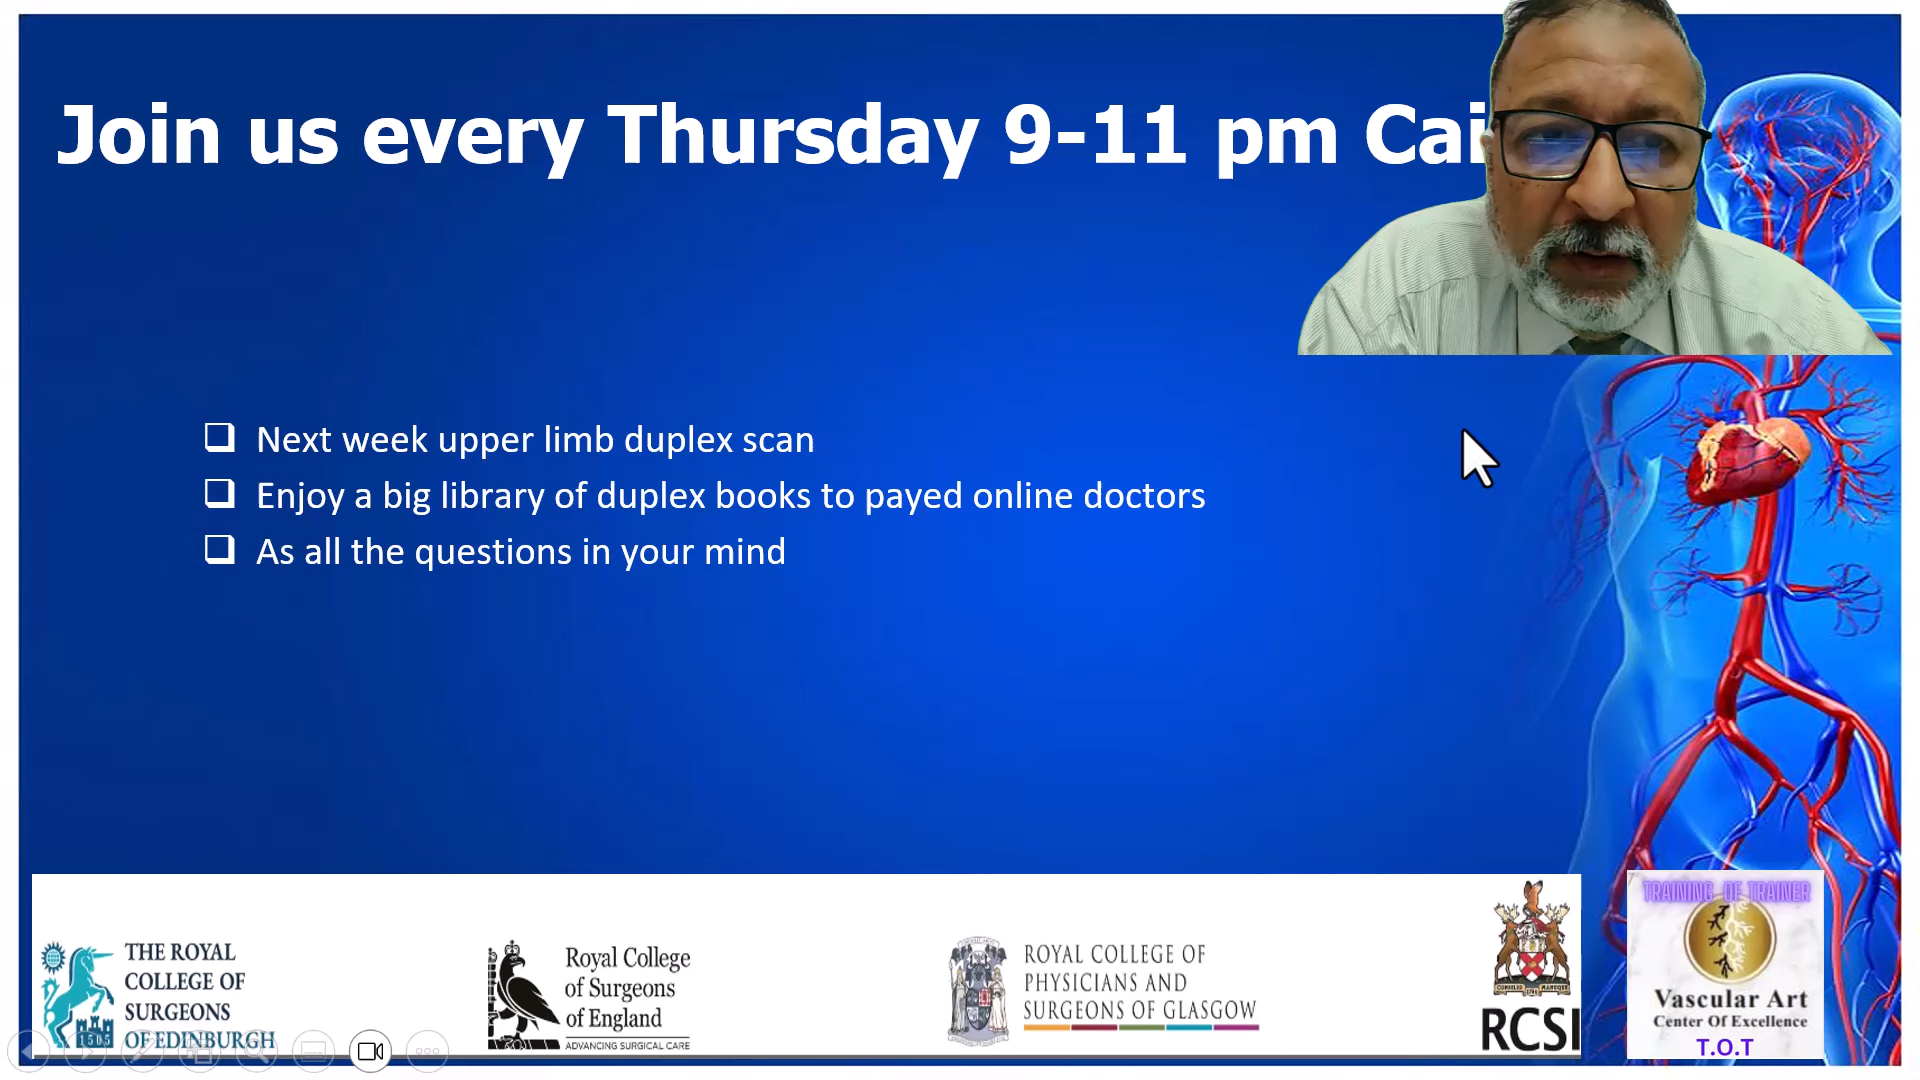 Join us every Thursday 9-11 pm Cai
Next week upper limb duplex scan
Enjoy a big library of duplex books to payed online doctors
As all the questions in your mind
THE ROYAL
COLLEGE OF
SURGEONS
OF EDINBURGH
1505
Royal College
of Surgeons
of England
ADVANCING SURGICAL CARE
ROYAL COLLEGE OF
PHYSICIANS AND
SURGEONS OF GLASGOW
RCSI
TRAINING OF TRAINER
Vascular Art
Center Of Excellence
T.O.T